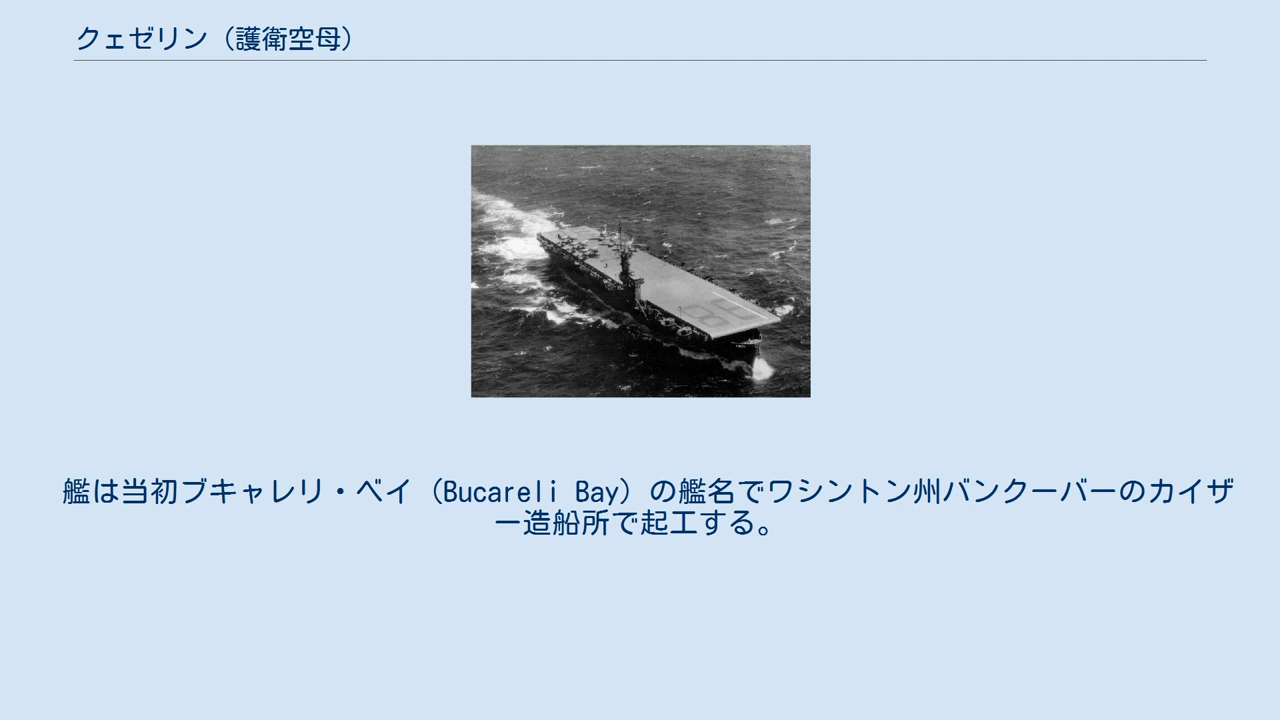 クェゼリン（護衛空母）
艦は当初ブキャレリ・ベイ（Bucareli Bay）の艦名でワシントン州バンクーバーのカイザ
ー造船所で起工する。